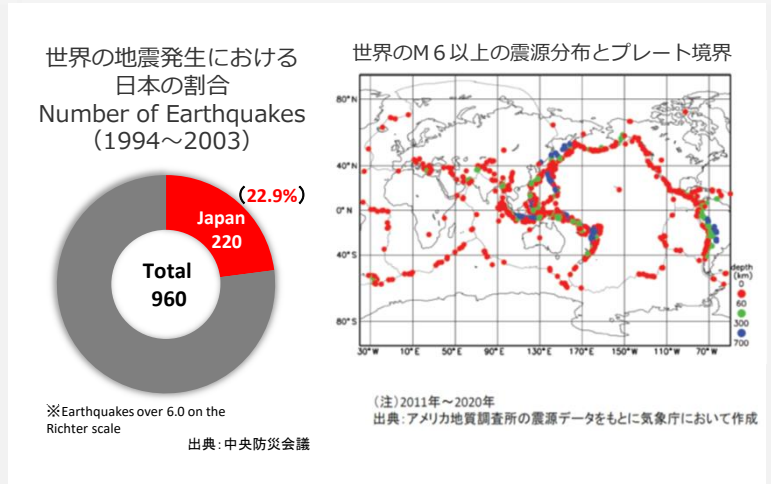 世界の地震発生における
日本の割合
Number of Earthquakes
（1994～2003）
（22.9%）
Japan
220
Total
960
※Earthquakes over 6.0 on the
Richter scale
出典：中央防災会議
世界のM６以上の震源分布とプレート境界
80°N
40°N
0°N
40°S
80°S
30°W 10°E 50°E 90°E 130°E 170°E 150°W 110°W 70°W
depth
(km)
0
60
300
700
（注）2011年～2020年
出典：アメリカ地質調査所の震源データをもとに気象庁において作成